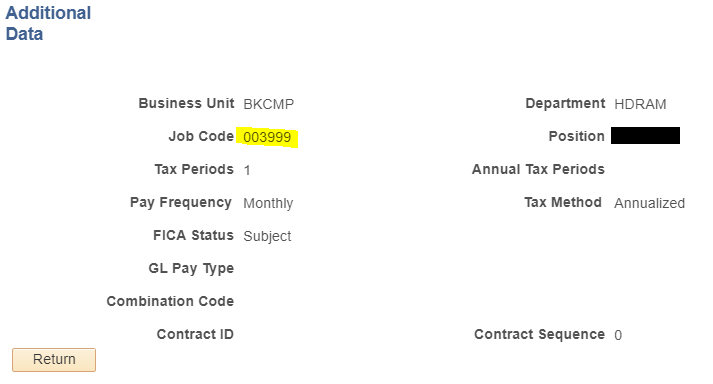 Additional
Data
Business Unit BKCMP Department HDRAM
Job Code 003999 Position
Tax Periods 1 Annual Tax Periods
Pay Frequency Monthly Tax Method Annualized
FICA Status Subject
GL Pay Type
Combination Code
Contract ID Contract Sequence 0
Return